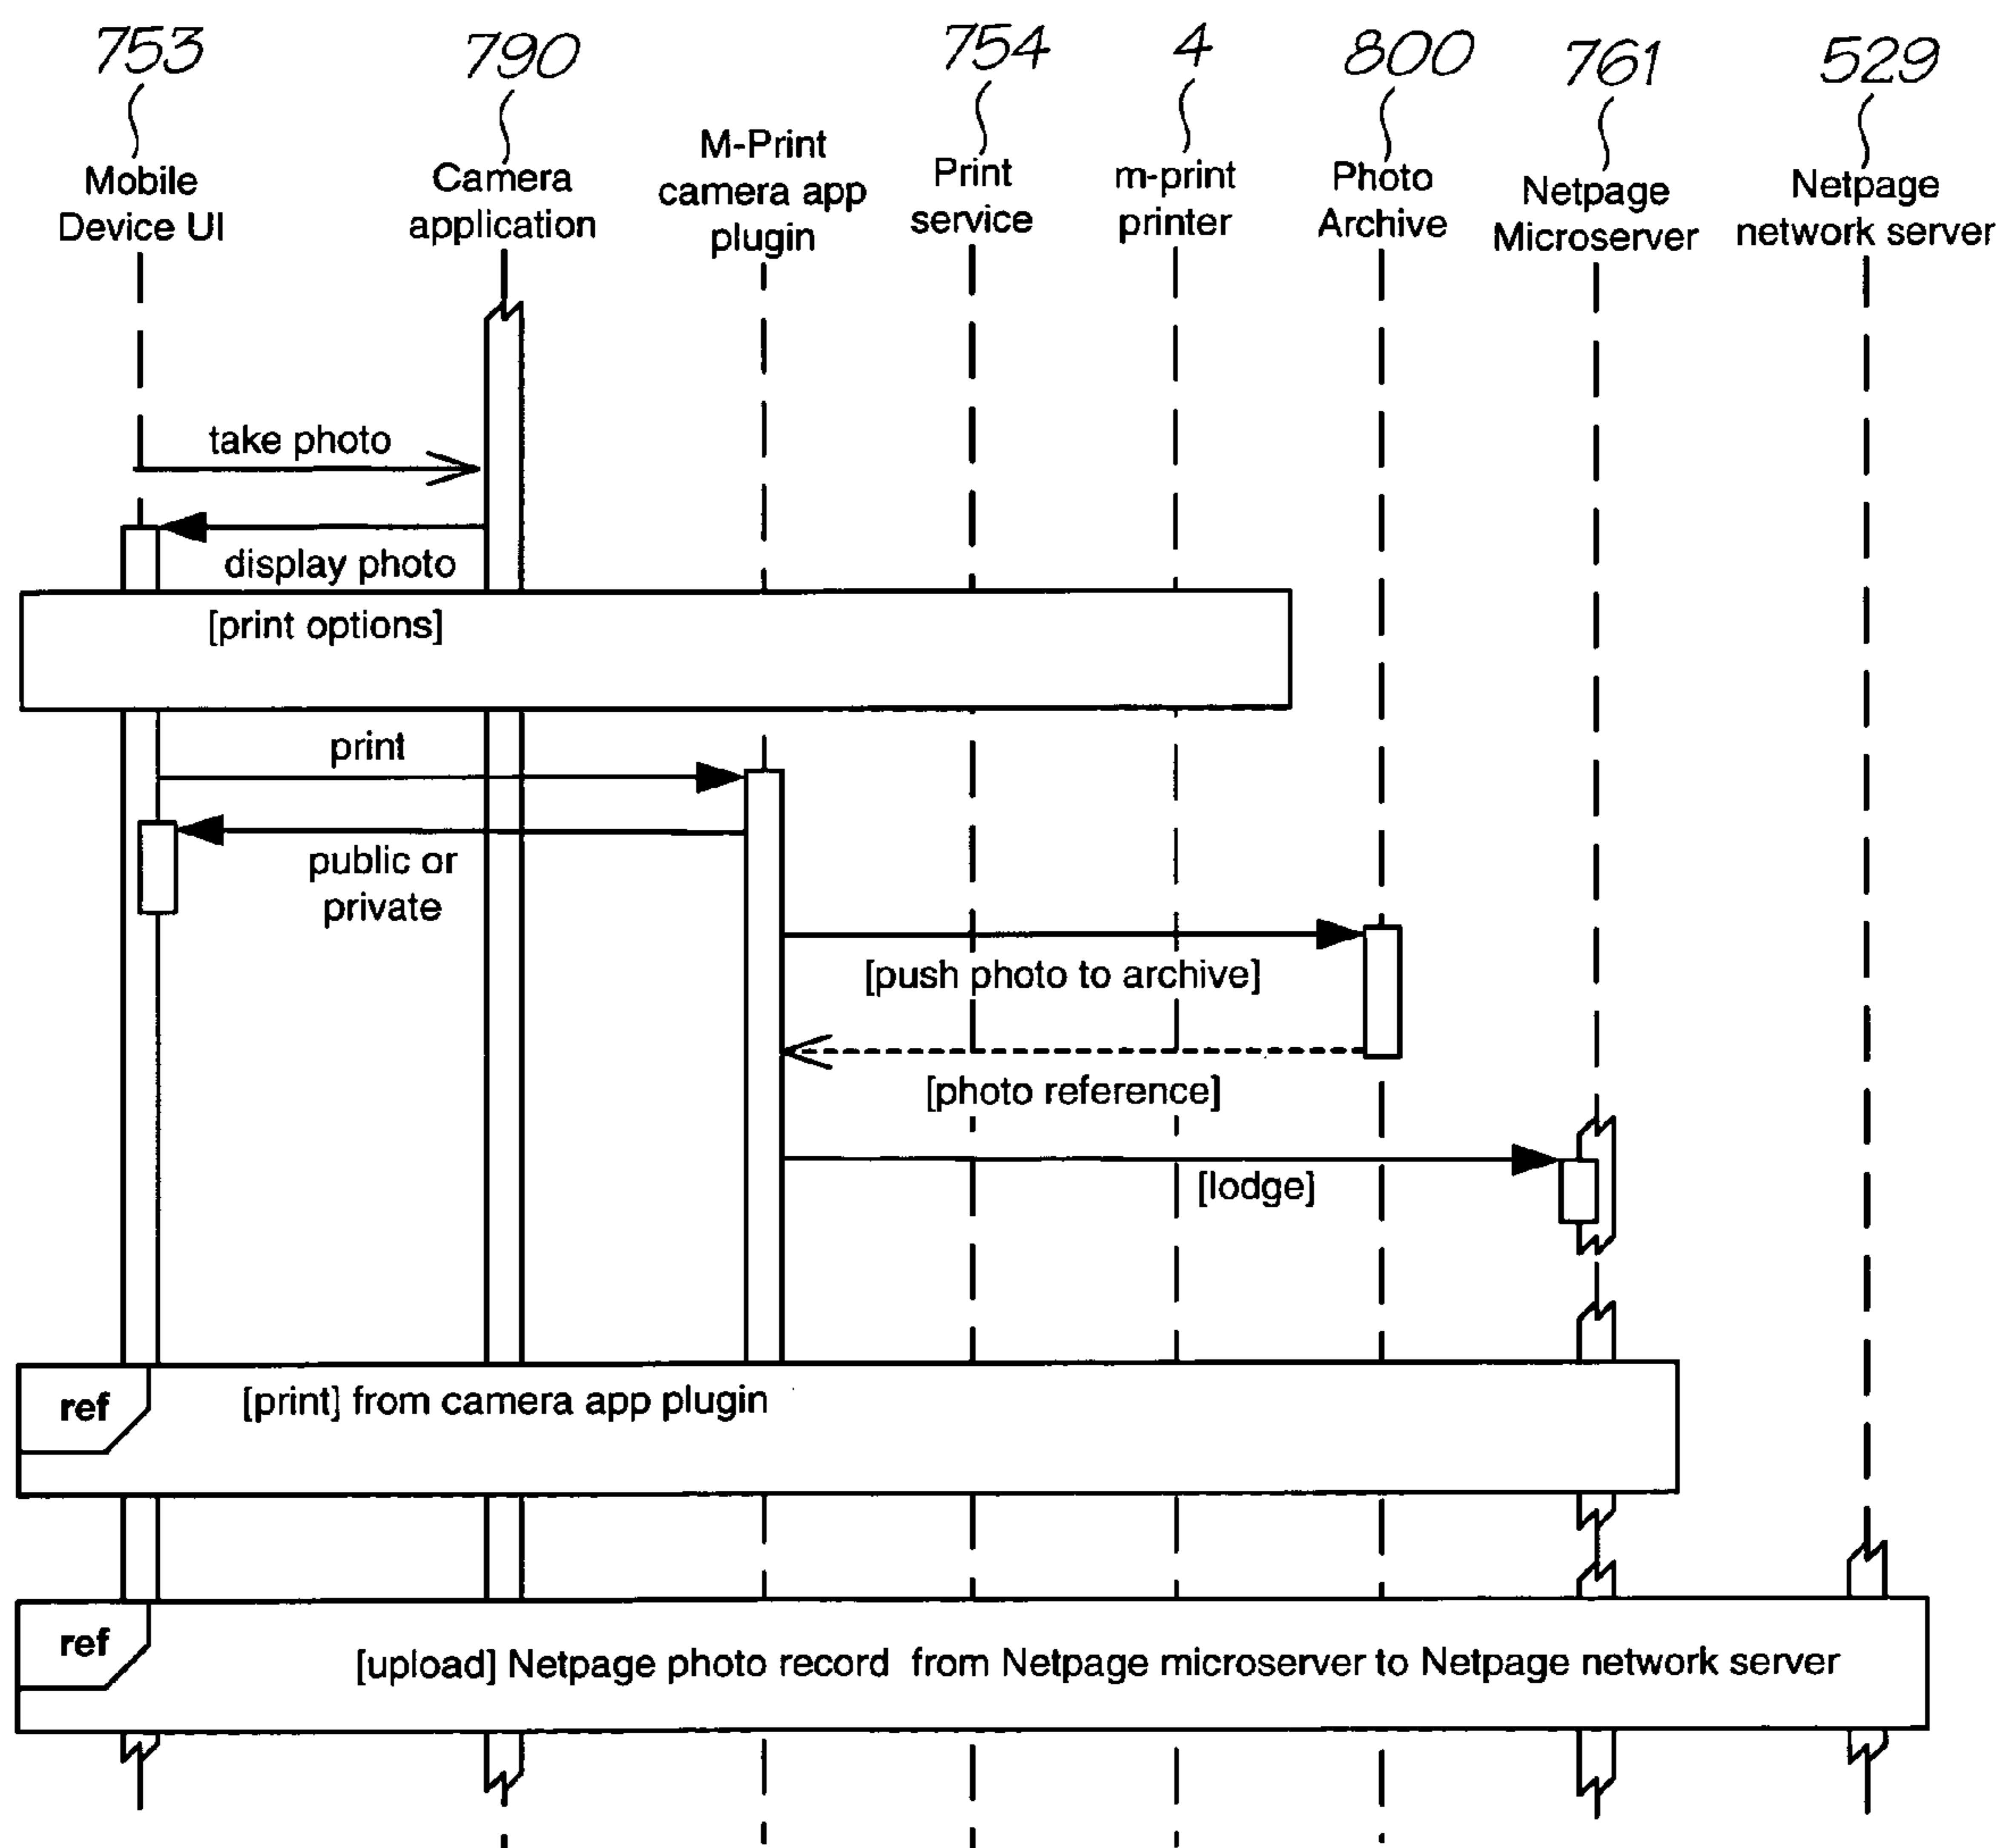 753
790
754
4
800
761
529
Mobile
Device UI
Camera
application
M-Print
camera app
plugin
Print
service
m-print
printer
Photo
Archive
Netpage
Microserver
Netpage
network server
take photo
display photo
[print options]
print
public or
private
[push photo to archive]
[photo reference]
[lodge]
ref
[print] from camera app plugin
ref
[upload] Netpage photo record from Netpage microserver to Netpage network server